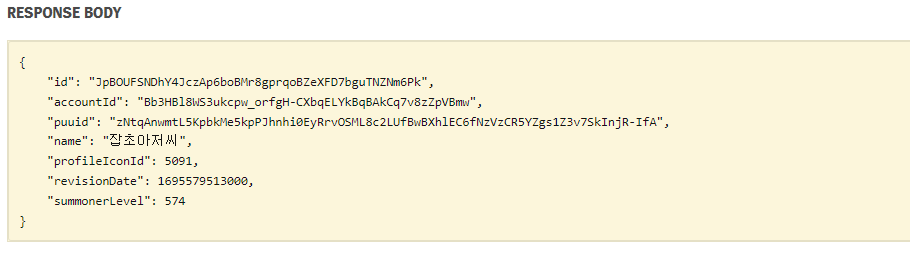 RESPONSE BODY
{
"id": "JpBOUFSNDhY4JczAp6boBMr8gprqoBZeXFD7bguTNZNm6Pk",
"accountId": "Bb3HBl8WS3ukcpw_orfgH-CXbqELYkBqBAkCq7v8zZpVBmw",
"puuid": "zNtqAnwmtL5KpbkMe5kpPJhnhi0EyRrvOSML8c2LUfBwBXhlEC6fNzVzCR5YZgs1Z3v7SkInjR-IfA",
"name": "잡초아저씨",
"profileIconId": 5091,
"revisionDate": 1695579513000,
"summonerLevel": 574
}